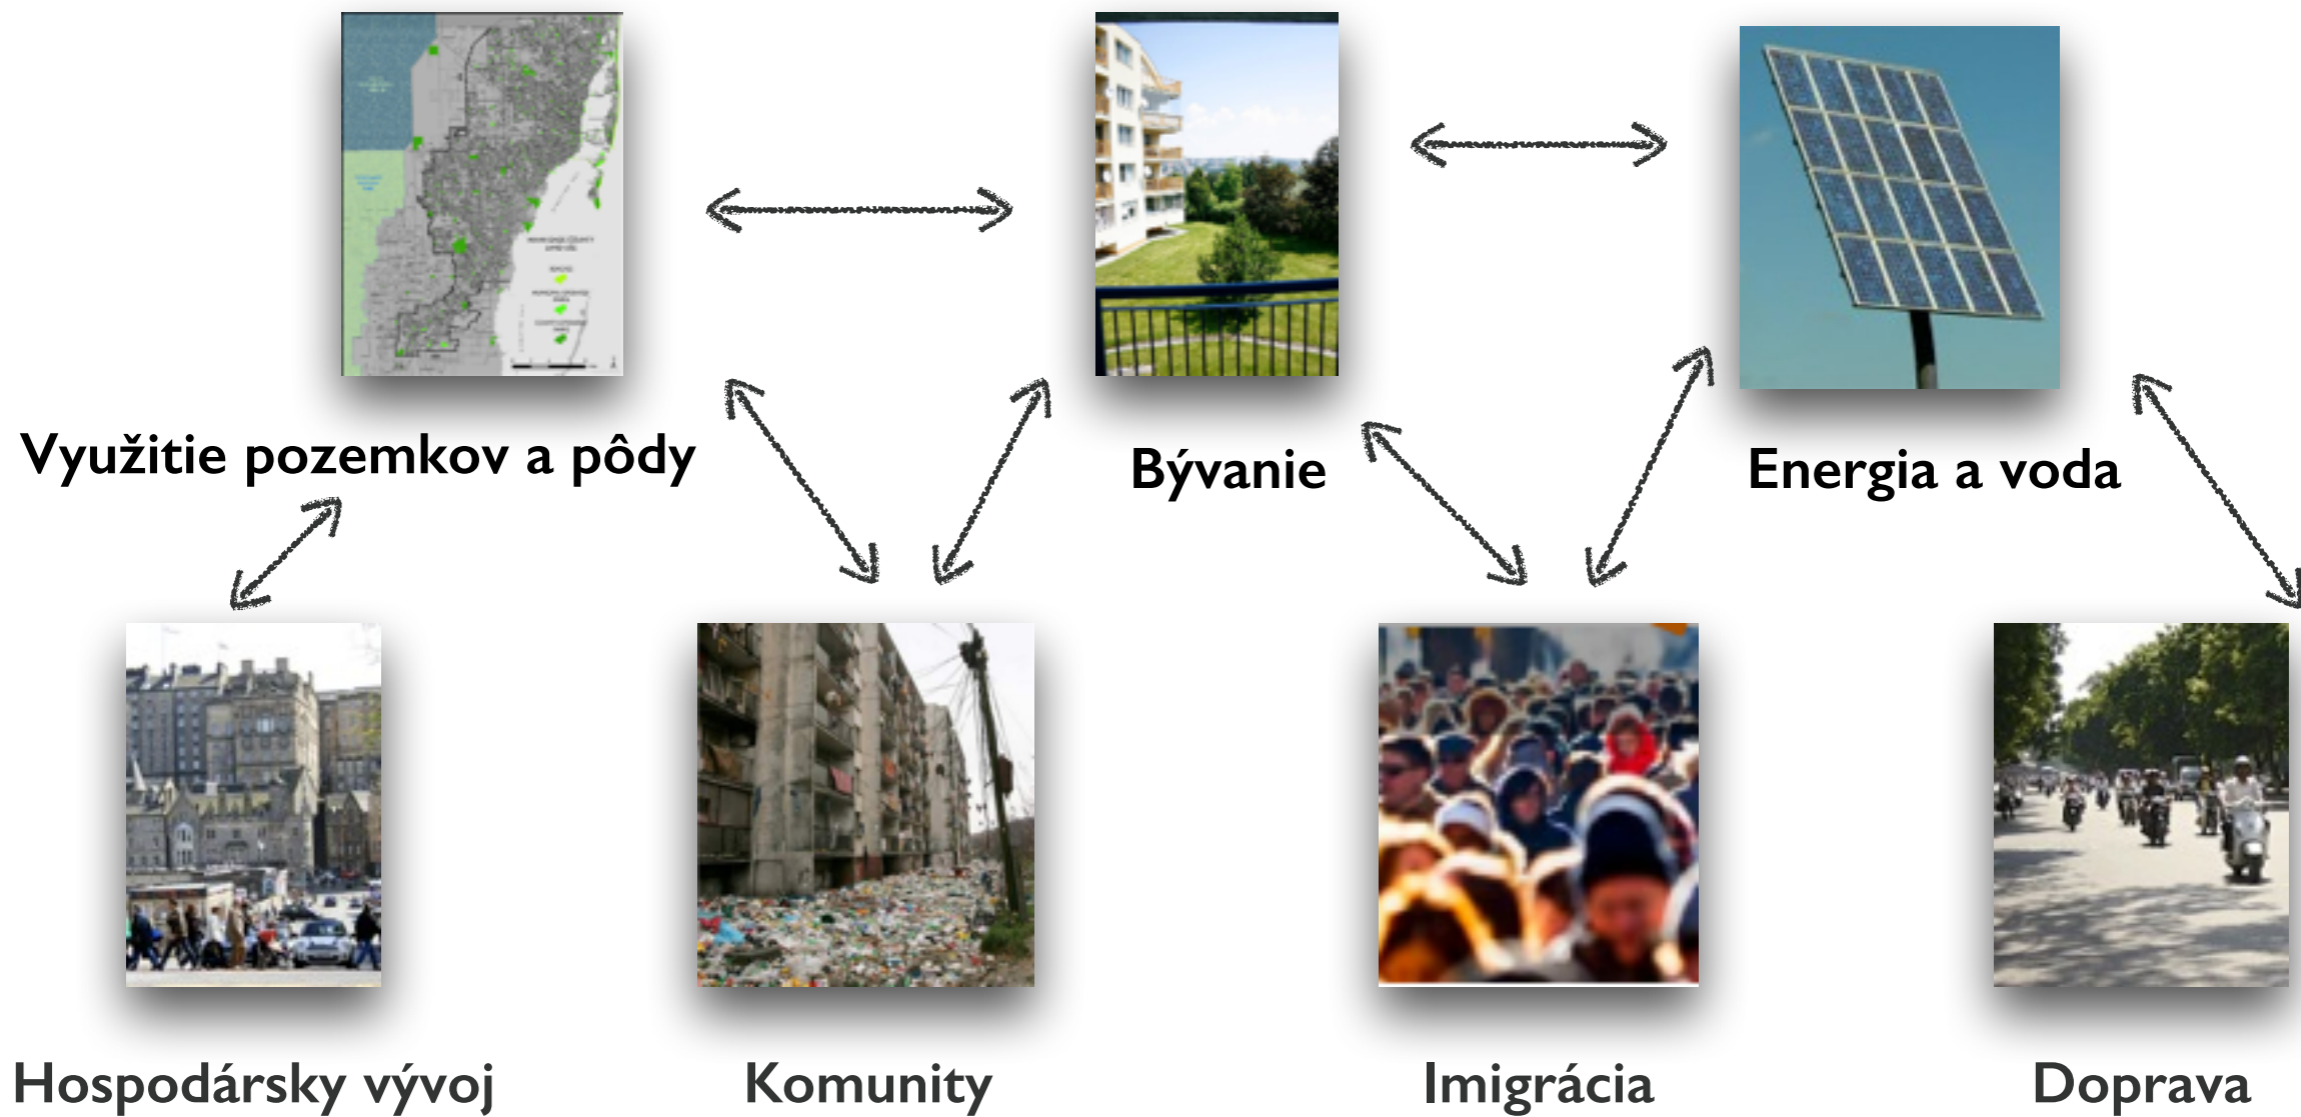 Využitie pozemkov a pôdy
Bývanie
Energia a voda
Hospodársky vývoj
Komunity
Imigrácia
Doprava